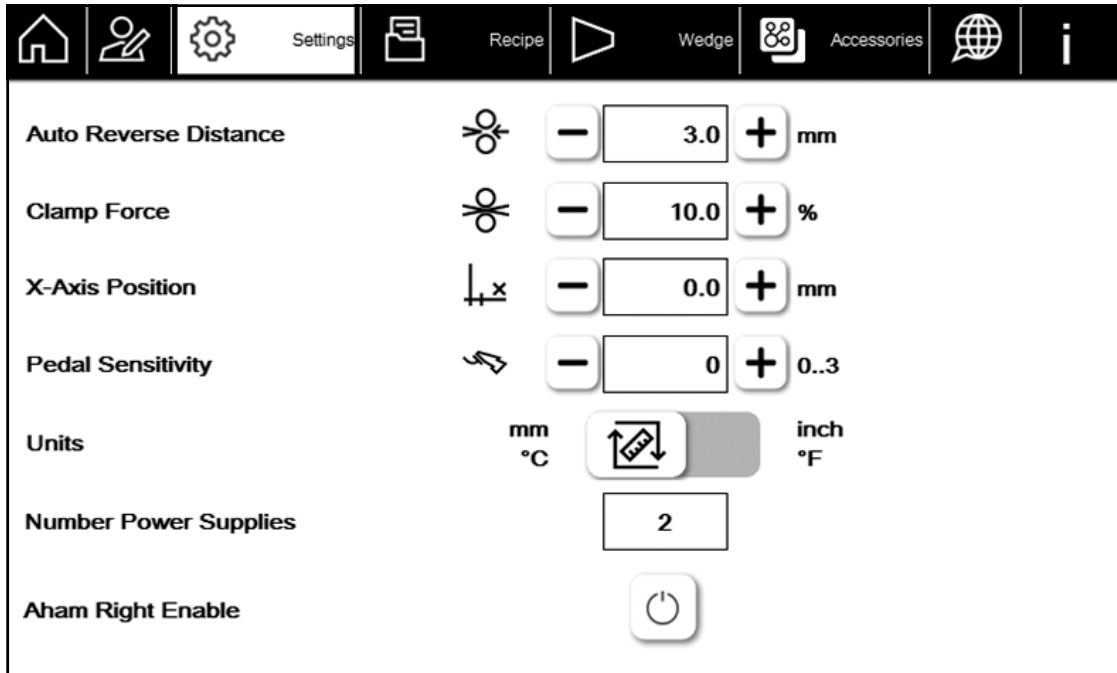 Settings
Recipe
Wedge
Accessories
i
Auto Reverse Distance 3.0 mm
Clamp Force 10.0 %
X-Axis Position x 0.0 mm
Pedal Sensitivity 0 0..3
Units mm °C inch °F
Number Power Supplies 2
Aham Right Enable